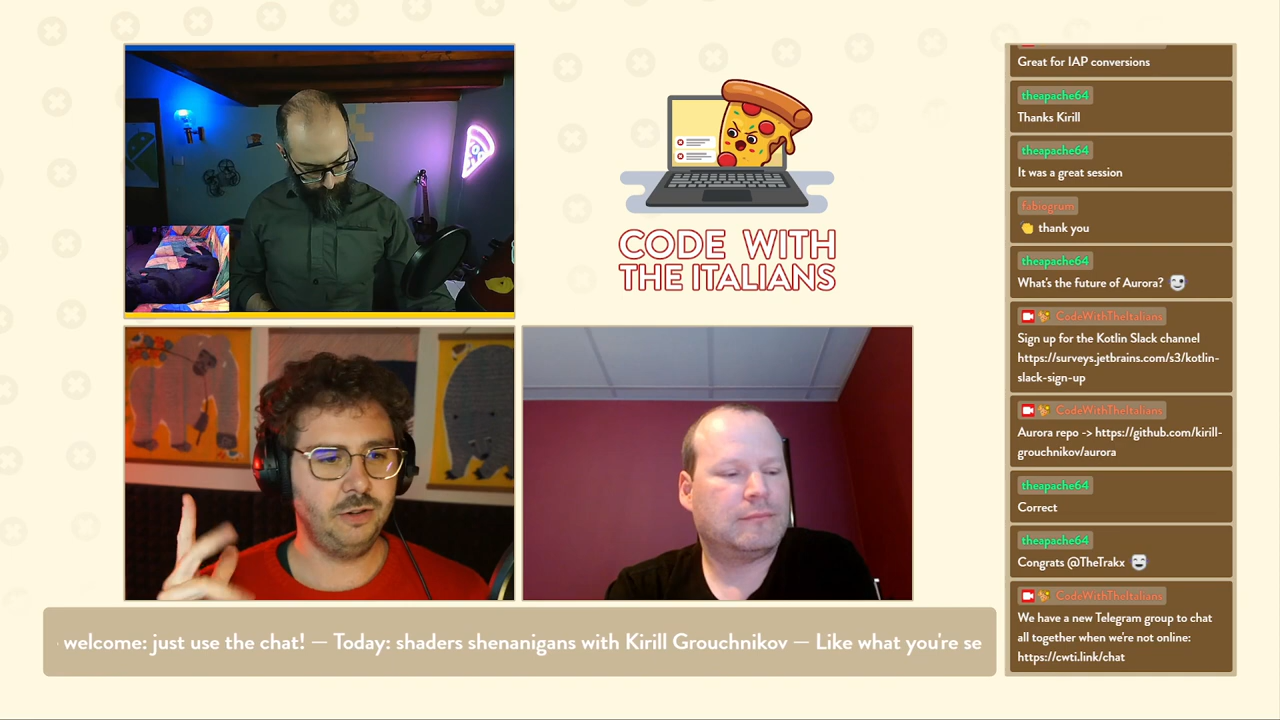 CODE WITH
THE ITALIANS
Great for IAP conversions
theapache64
Thanks Kirill
theapache64
It was a great session
fabiogrum
thank you
theapache64
What's the future of Aurora?
CodeWithTheItalians
Sign up for the Kotlin Slack channel
https://surveys.jetbrains.com/s3/kotlin-
slack-sign-up
CodeWithTheItalians
Aurora repo -> https://github.com/kirill-
grouchnikov/aurora
theapache64
Correct
theapache64
Congrats @TheTrakx
CodeWithTheItalians
We have a new Telegram group to chat
all together when we're not online:
https://cwti.link/chat
welcome: just use the chat! — Today: shaders shenanigans with Kirill Grouchnikov — Like what you're se